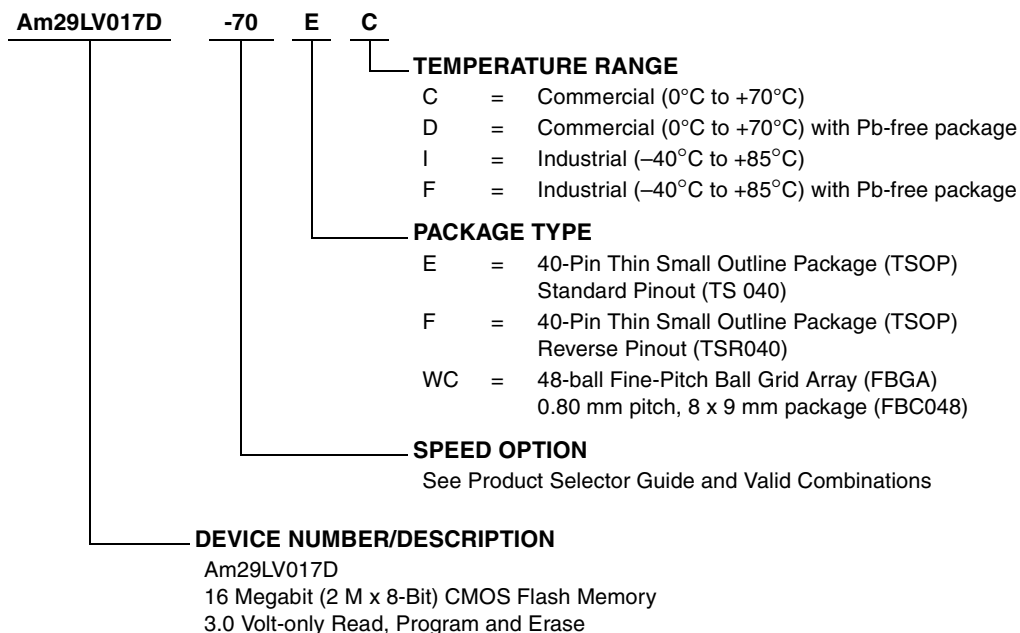 Am29LV017D -70 E C
TEMPERATURE RANGE
C = Commercial (0°C to +70°C)
D = Commercial (0°C to +70°C) with Pb-free package
I = Industrial (–40°C to +85°C)
F = Industrial (–40°C to +85°C) with Pb-free package
PACKAGE TYPE
E = 40-Pin Thin Small Outline Package (TSOP)
Standard Pinout (TS 040)
F = 40-Pin Thin Small Outline Package (TSOP)
Reverse Pinout (TSR040)
WC = 48-ball Fine-Pitch Ball Grid Array (FBGA)
0.80 mm pitch, 8 x 9 mm package (FBC048)
SPEED OPTION
See Product Selector Guide and Valid Combinations
DEVICE NUMBER/DESCRIPTION
Am29LV017D
16 Megabit (2 M x 8-Bit) CMOS Flash Memory
3.0 Volt-only Read, Program and Erase